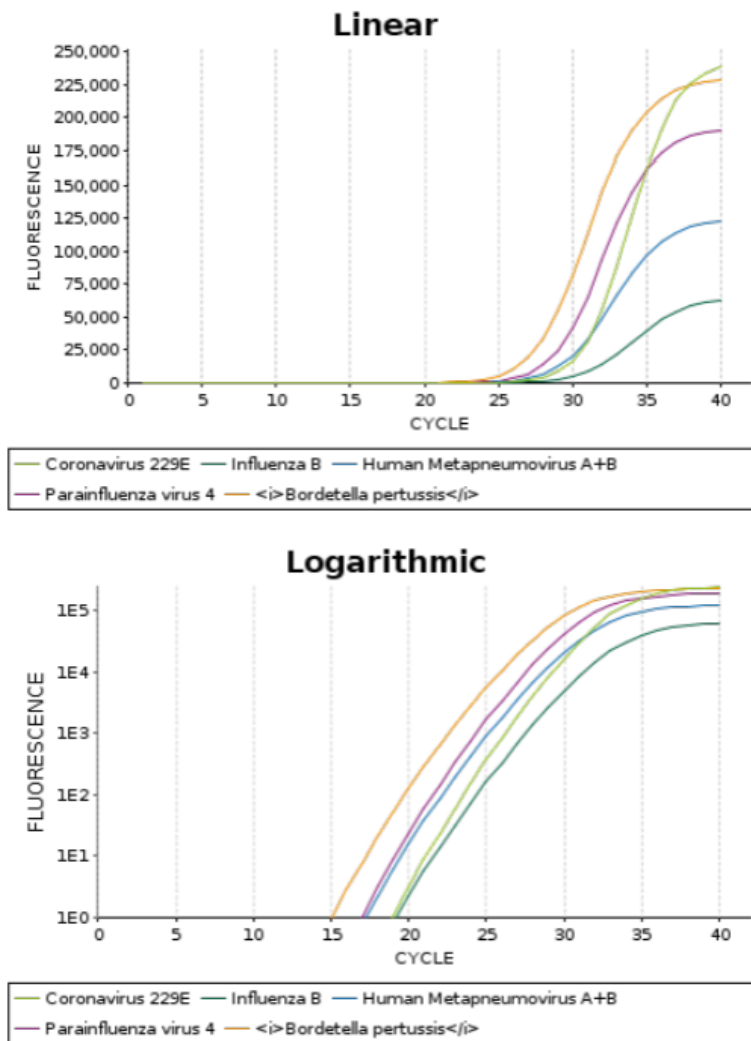 Linear
250,000
225,000
200,000
175,000
150,000
125,000
100,000
75,000
50,000
25,000
0
FLUORESCENCE
0 5 10 15 20 25 30 35 40
CYCLE
Coronavirus 229E Influenza B Human Metapneumovirus A+B
Parainfluenza virus 4 <i>Bordetella pertussis</i>
Logarithmic
1E5
1E4
1E3
1E2
1E1
1E0
FLUORESCENCE
0 5 10 15 20 25 30 35 40
CYCLE
Coronavirus 229E Influenza B Human Metapneumovirus A+B
Parainfluenza virus 4 <i>Bordetella pertussis</i>